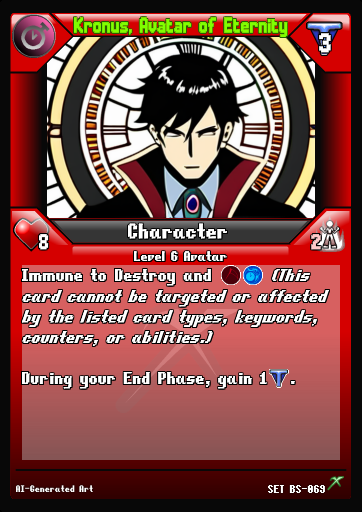 Kronus, Avatar of Eternity
3
Character
8
2
Level 6 Avatar
Immune to Destroy and (This
card cannot be targeted or affected
by the listed card types, keywords,
counters, or abilities.)
During your End Phase, gain 1 .
AI-Generated Art
SET BS-069